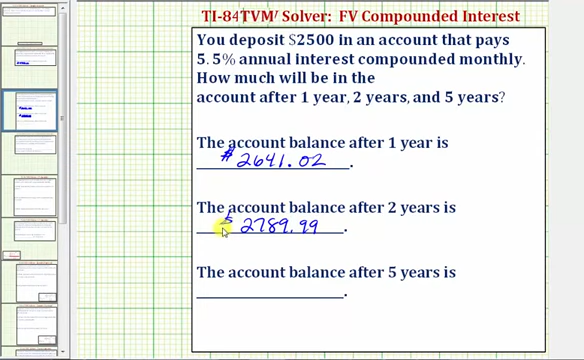 TI-84 TVM Solver: FV Compounded Interest
You deposit $2500 in an account that pays
5.5% annual interest compounded monthly.
How much will be in the
account after 1 year, 2 years, and 5 years?
The account balance after 1 year is
$2641.02.
The account balance after 2 years is
$2789.99.
The account balance after 5 years is
.